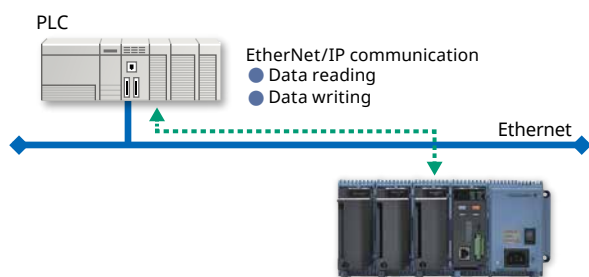 PLC
EtherNet/IP communication
Data reading
Data writing
Ethernet